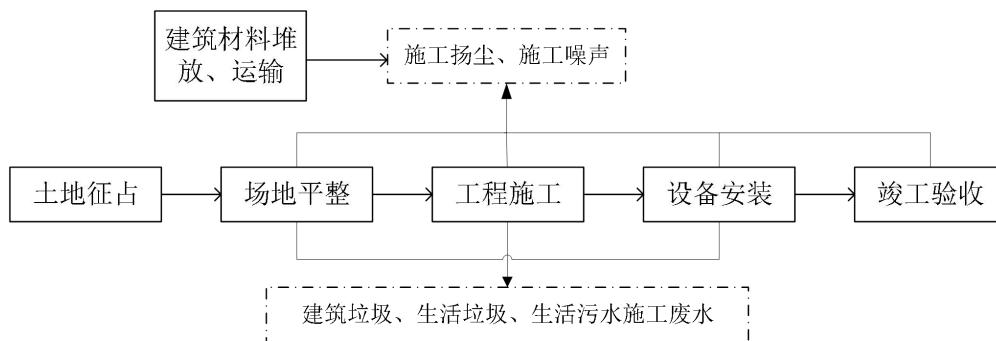 建筑材料堆
放、运输
施工扬尘、施工噪声
土地征占
场地平整
工程施工
设备安装
竣工验收
建筑垃圾、生活垃圾、生活污水施工废水